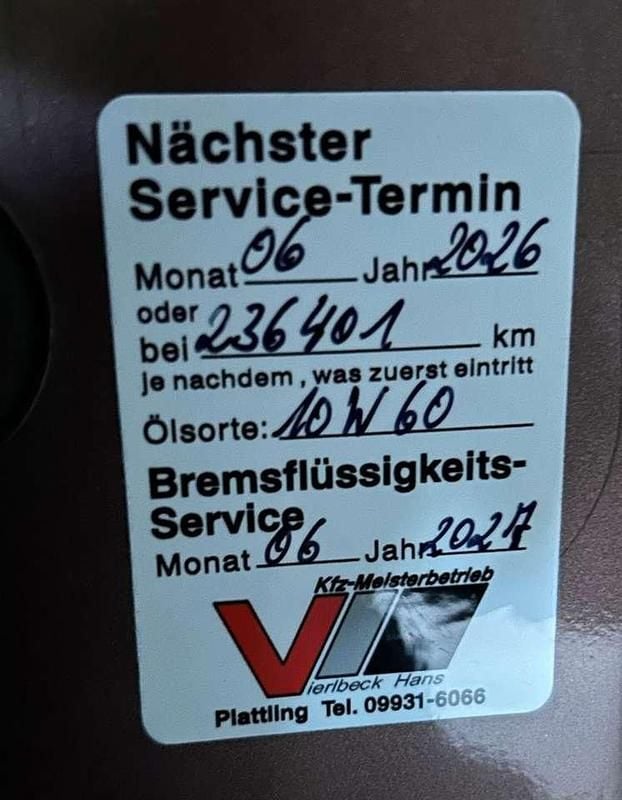 Nächster
Service-Termin
Monat 06 Jahr 2026
oder
bei 236401 km
je nachdem, was zuerst eintritt
Ölsorte: 10W60
Bremsflüssigkeits-
Service
Monat 06 Jahr 2027
Kfz-Meisterbetrieb
Vierlbeck Hans
Plattling Tel. 09931-6066